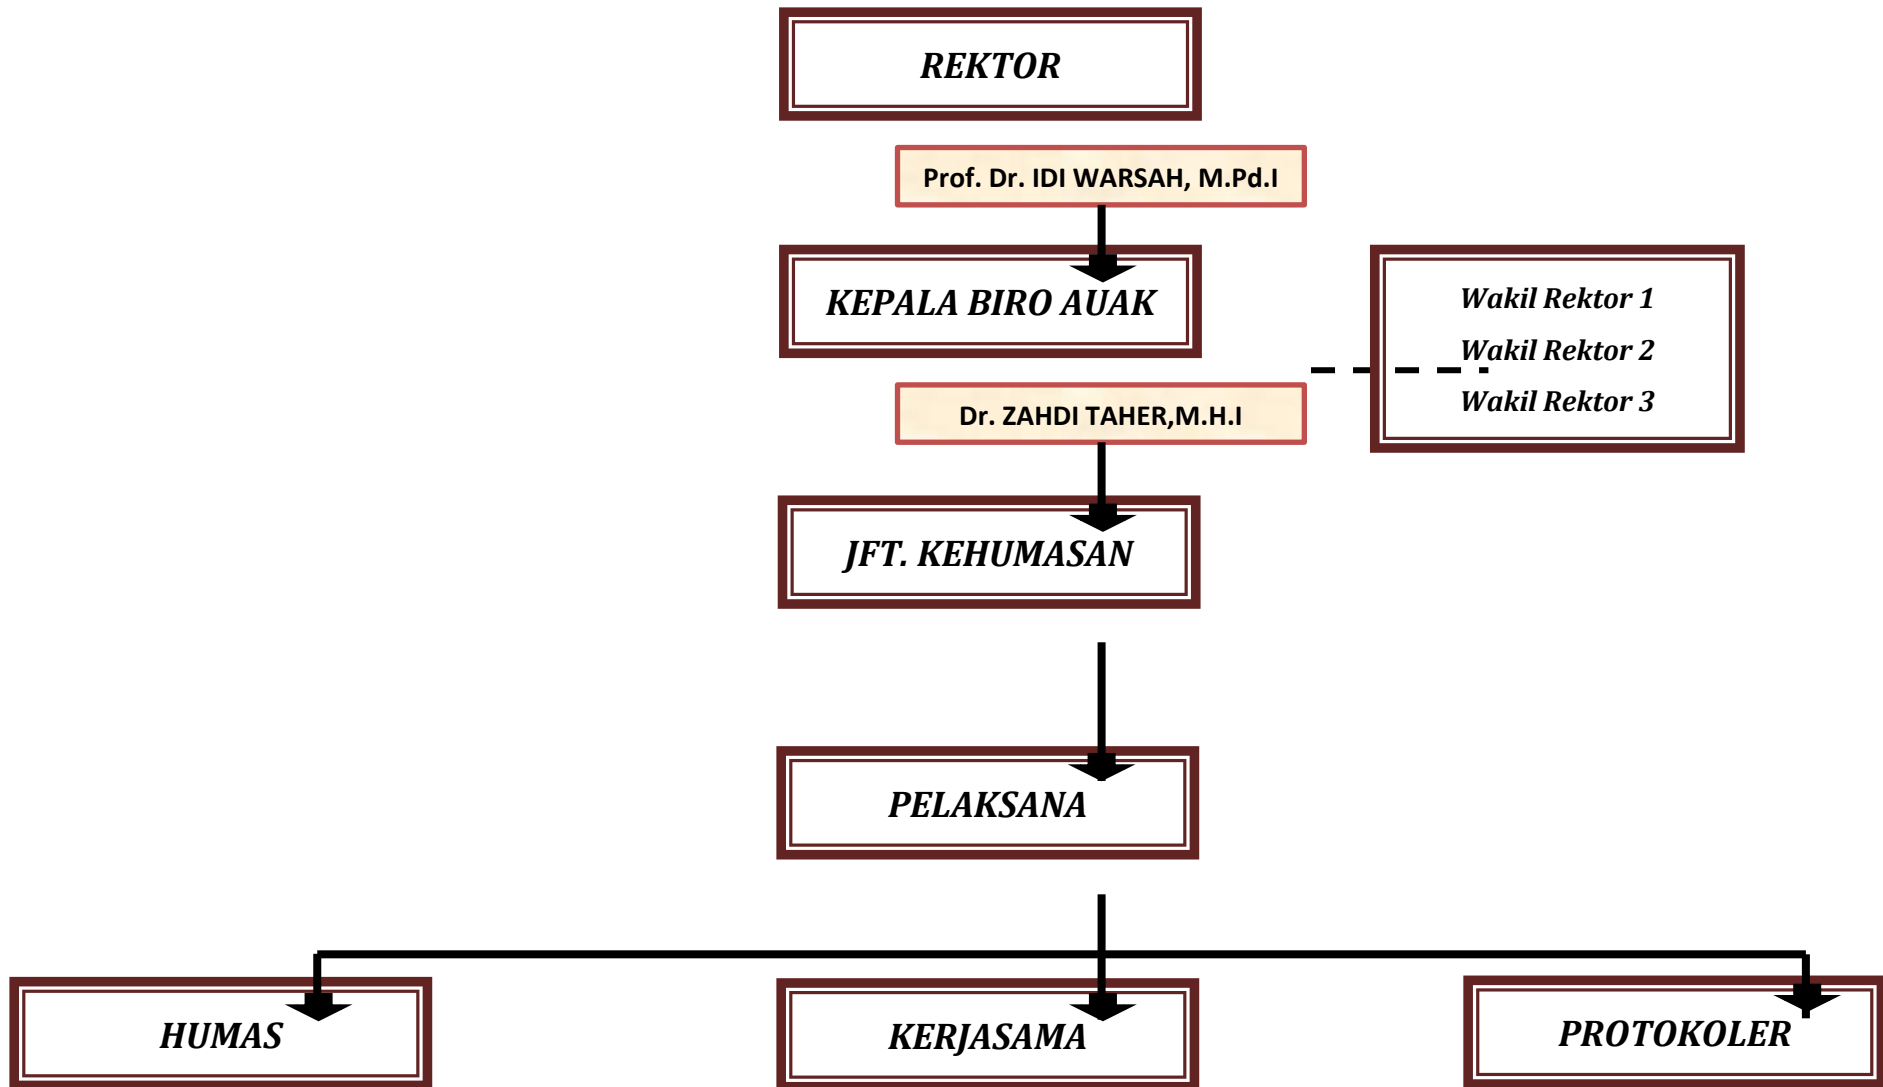 REKTOR
Prof. Dr. IDI WARSAH, M.Pd.I
KEPALA BIRO AUAK
Wakil Rektor 1
Wakil Rektor 2
Wakil Rektor 3
Dr. ZAHDI TAHER,M.H.I
JFT. KEHUMASAN
PELAKSANA
HUMAS
KERJASAMA
PROTOKOLER